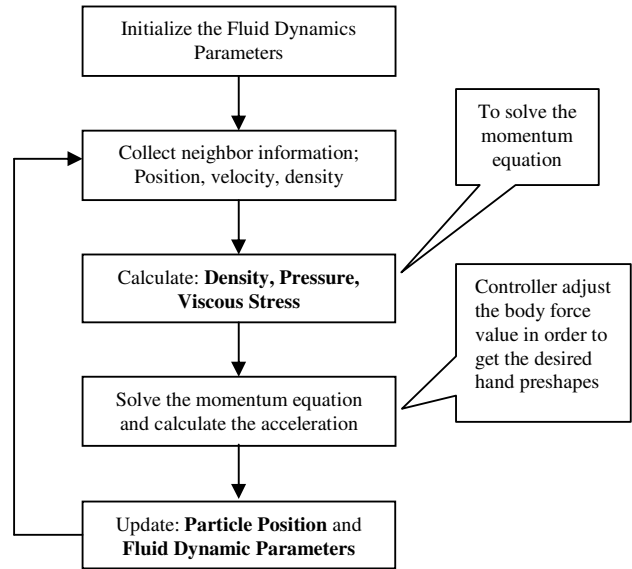 Initialize the Fluid Dynamics
Parameters
To solve the
momentum
equation
Collect neighbor information;
Position, velocity, density
Calculate: Density, Pressure,
Viscous Stress
Controller adjust
the body force
value in order to
get the desired
hand preshapes
Solve the momentum equation
and calculate the acceleration
Update: Particle Position and
Fluid Dynamic Parameters